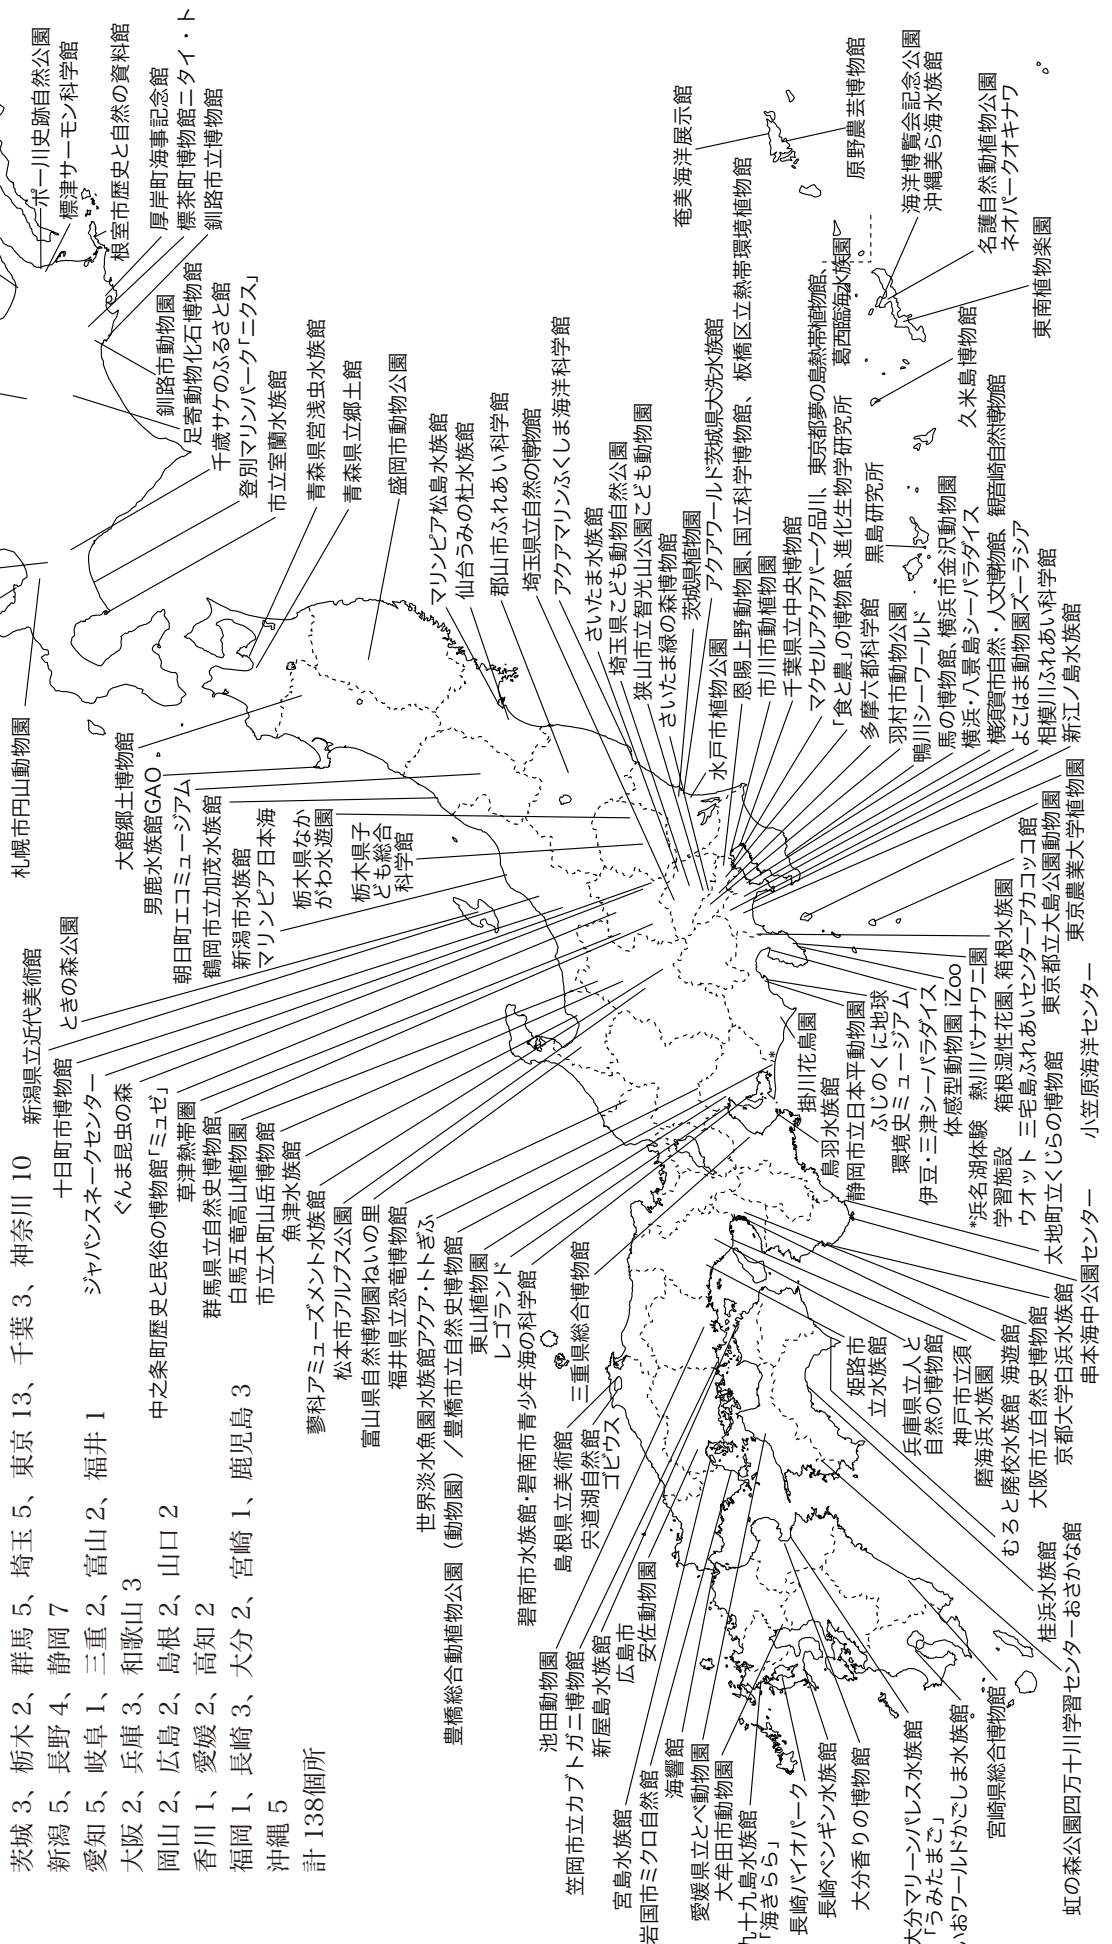 茨城 3、栃木 2、群馬 5、埼玉 5、東京 13、千葉 3、神奈川 10
新潟 5、長野 4、静岡 7
愛知 5、岐阜 1、三重 2、富山 2、福井 1
大阪 2、兵庫 3、和歌山 3
岡山 2、広島 2、島根 2、山口 2
香川 1、愛媛 2、高知 2
福岡 1、長崎 3、大分 2、宮崎 1、鹿児島 3
沖縄 5
計 138個所
ポー川史跡自然公園
標津サーモン科学館
根室市歴史と自然の資料館
厚岸町海事記念館
標茶町博物館ニタイ・ト
釧路市立博物館
釧路市動物園
足寄動物化石博物館
千歳サケのふるさと館
登別マリンパーク「ニクス」
市立室蘭水族館
青森県営浅虫水族館
青森県立郷土館
盛岡市動物公園
マリンピア松島水族館
仙台うみの杜水族館
郡山市ふれあい科学館
埼玉県立自然の博物館
アクアマリンふくしま海洋科学館
さいたま水族館
埼玉県こども動物自然公園
狭山市立智光山公園こども動物園
さいたま緑の森博物館
茨城県植物園
アクアワールド茨城県大洗水族館
水戸市植物公園
恩賜上野動物園、国立科学博物館、板橋区立熱帯環境植物館
市川市動植物園
千葉県立中央博物館
マクセルアクアパーク品川、東京都夢の島熱帯植物館、
葛西臨海水族園
「食と農」の博物館、進化生物学研究所
多摩六都科学館
羽村市動物公園
鴨川シーワールド
馬の博物館、横浜市金沢動物園
横浜・八景島シーパラダイス
横須賀市自然・人文博物館、観音崎自然博物館
よこはま動物園ズーラシア
相模川ふれあい科学館
新江ノ島水族館
奄美海洋展示館
原野農芸博物館
海洋博覧会記念公園
沖縄美ら海水族館
名護自然動植物公園
ネオパークオキナワ
東南植物楽園
久米島博物館
黒島研究所
札幌市円山動物園
大館郷土博物館
男鹿水族館GAO
朝日町エコミュージアム
鶴岡市立加茂水族館
新潟市水族館
マリンピア日本海
栃木県なか
がわ水遊園
栃木県子
ども総合
科学館
新潟県立近代美術館
ときの森公園
十日町市博物館
ジャパンスネークセンター
ぐんま昆虫の森
中之条町歴史と民俗の博物館「ミュゼ」
草津熱帯圏
群馬県立自然史博物館
白馬五竜高山植物園
市立大町山岳博物館
魚津水族館
蓼科アミューズメント水族館
松本市アルプス公園
富山県自然博物園ねいの里
福井県立恐竜博物館
世界淡水魚園水族館アクア・トトぎふ
豊橋総合動植物公園（動物園）／豊橋市立自然史博物館
東山植物園
レゴランド
碧南市水族館・碧南市青少年海の科学館
三重県総合博物館
島根県立美術館
宍道湖自然館
ゴビウス
池田動物園
笠岡市立カブトガニ博物館
新屋島水族館
広島市
安佐動物園
宮島水族館
岩国市ミクロ自然館
海響館
愛媛県立とべ動物園
大牟田市動物園
九十九島水族館
「海きらら」
長崎バイオパーク
長崎ペンギン水族館
大分香りの博物館
大分マリーンパレス水族館
「うみたまご」
いおワールドかごしま水族館
宮崎県総合博物館
虹の森公園四万十川学習センターおさかな館
桂浜水族館
むろと廃校水族館
海遊館
大阪市立自然史博物館
京都大学白浜水族館
串本海中公園センター
太地町立くじらの博物館
姫路市
立水族館
兵庫県立人と
自然の博物館
神戸市立須
磨海浜水族園
鳥羽水族館
掛川花鳥園
静岡市立日本平動物園
ふじのくに地球
環境史ミュージアム
伊豆・三津シーパラダイス
体感型動物園 iZoo
熱川バナナワニ園
*浜名湖体験
学習施設
ウオット
箱根湿性花園、箱根水族園
三宅島ふれあいセンターアカコッコ館
東京都立大島公園動物園
東京農業大学植物園
小笠原海洋センター
*